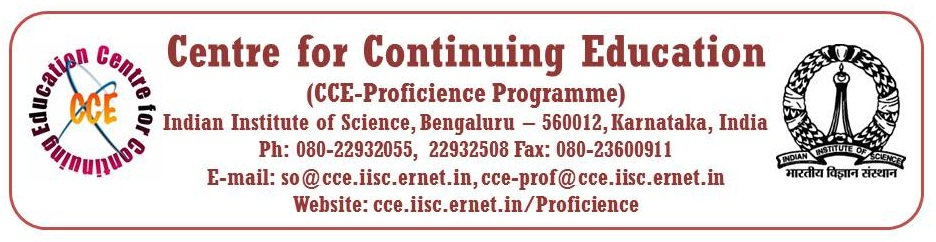 Centre for Continuing Education
(CCE-Proficience Programme)
Indian Institute of Science, Bengaluru – 560012, Karnataka, India
Ph: 080-22932055, 22932508 Fax: 080-23600911
E-mail: so@cce.iisc.ernet.in, cce-prof@cce.iisc.ernet.in
Website: cce.iisc.ernet.in/Proficience
Centre for Continuing Education
CCE
INDIAN INSTITUTE OF SCIENCE
भारतीय विज्ञान संस्थान